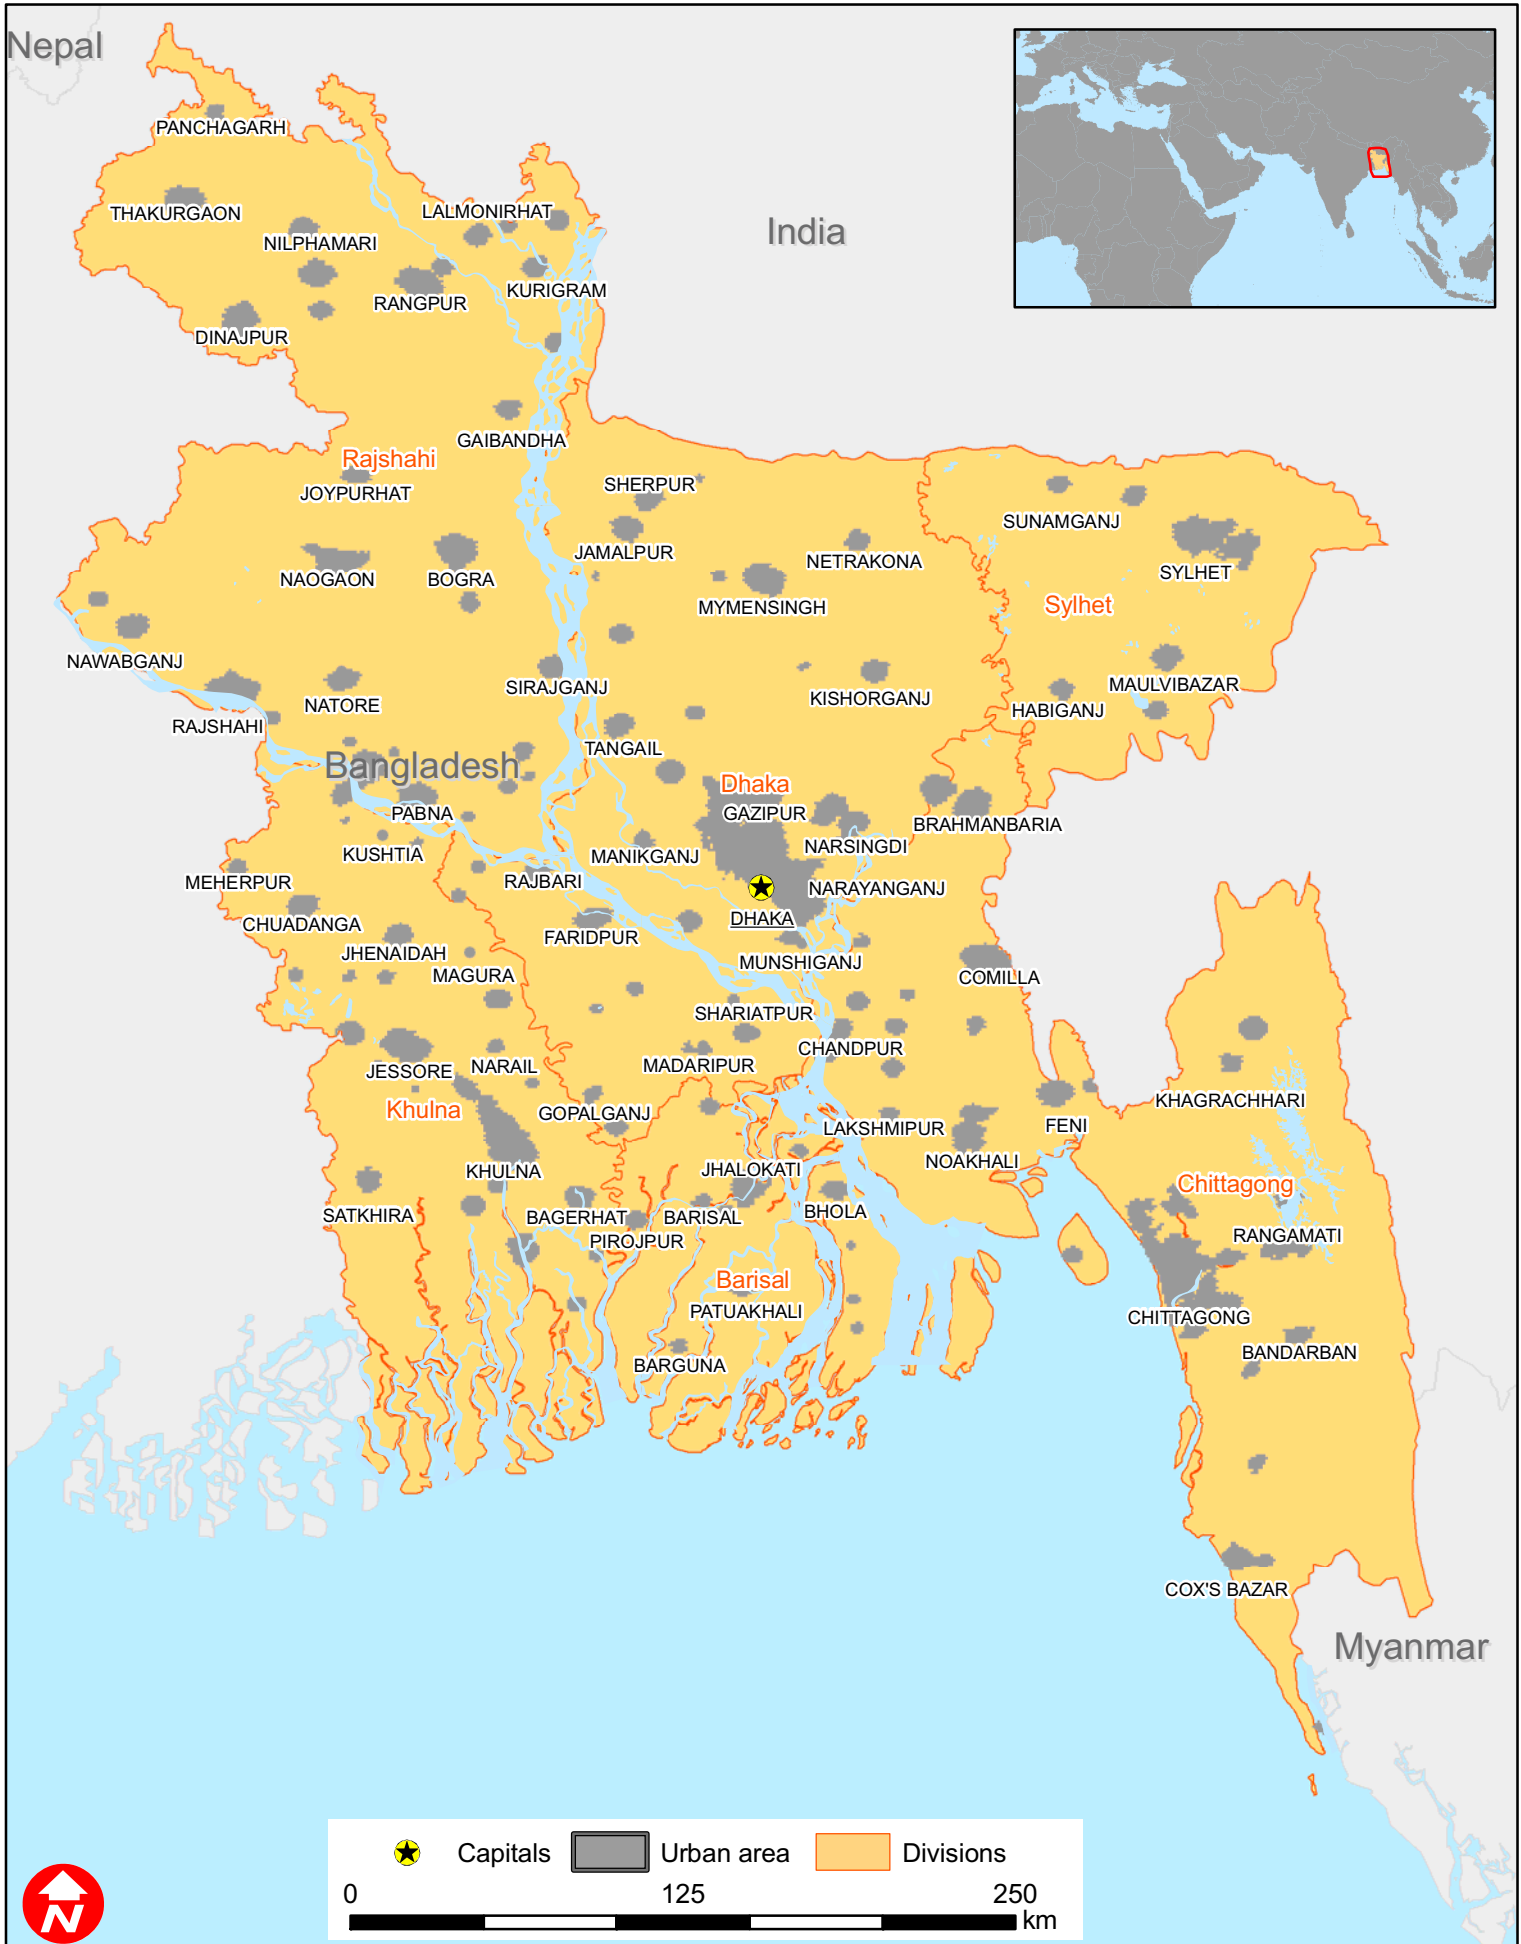 Nepal
PANCHAGARH
THAKURGAON
LALMONIRHAT
India
NILPHAMARI
KURIGRAM
RANGPUR
DINAJPUR
GAIBANDHA
Rajshahi
JOYPURHAT
SHERPUR
SUNAMGANJ
JAMALPUR
NETRAKONA
SYLHET
NAOGAON
BOGRA
MYMENSINGH
Sylhet
NAWABGANJ
SIRAJGANJ
MAULVIBAZAR
KISHORGANJ
NATORE
HABIGANJ
RAJSHAHI
TANGAIL
Bangladesh
Dhaka
PABNA
GAZIPUR
BRAHMANBARIA
NARSINGDI
KUSHTIA
MANIKGANJ
MEHERPUR
RAJBARI
NARAYANGANJ
DHAKA
CHUADANGA
FARIDPUR
JHENAIDAH
MUNSHIGANJ
MAGURA
COMILLA
SHARIATPUR
CHANDPUR
JESSORE
NARAIL
MADARIPUR
KHAGRACHHARI
Khulna
GOPALGANJ
LAKSHMIPUR
FENI
NOAKHALI
KHULNA
JHALOKATI
Chittagong
SATKHIRA
BAGERHAT
BARISAL
BHOLA
RANGAMATI
PIROJPUR
Barisal
PATUAKHALI
CHITTAGONG
BANDARBAN
BARGUNA
COX'S BAZAR
Myanmar
Capitals
Urban area
Divisions
0
125
250
km
N